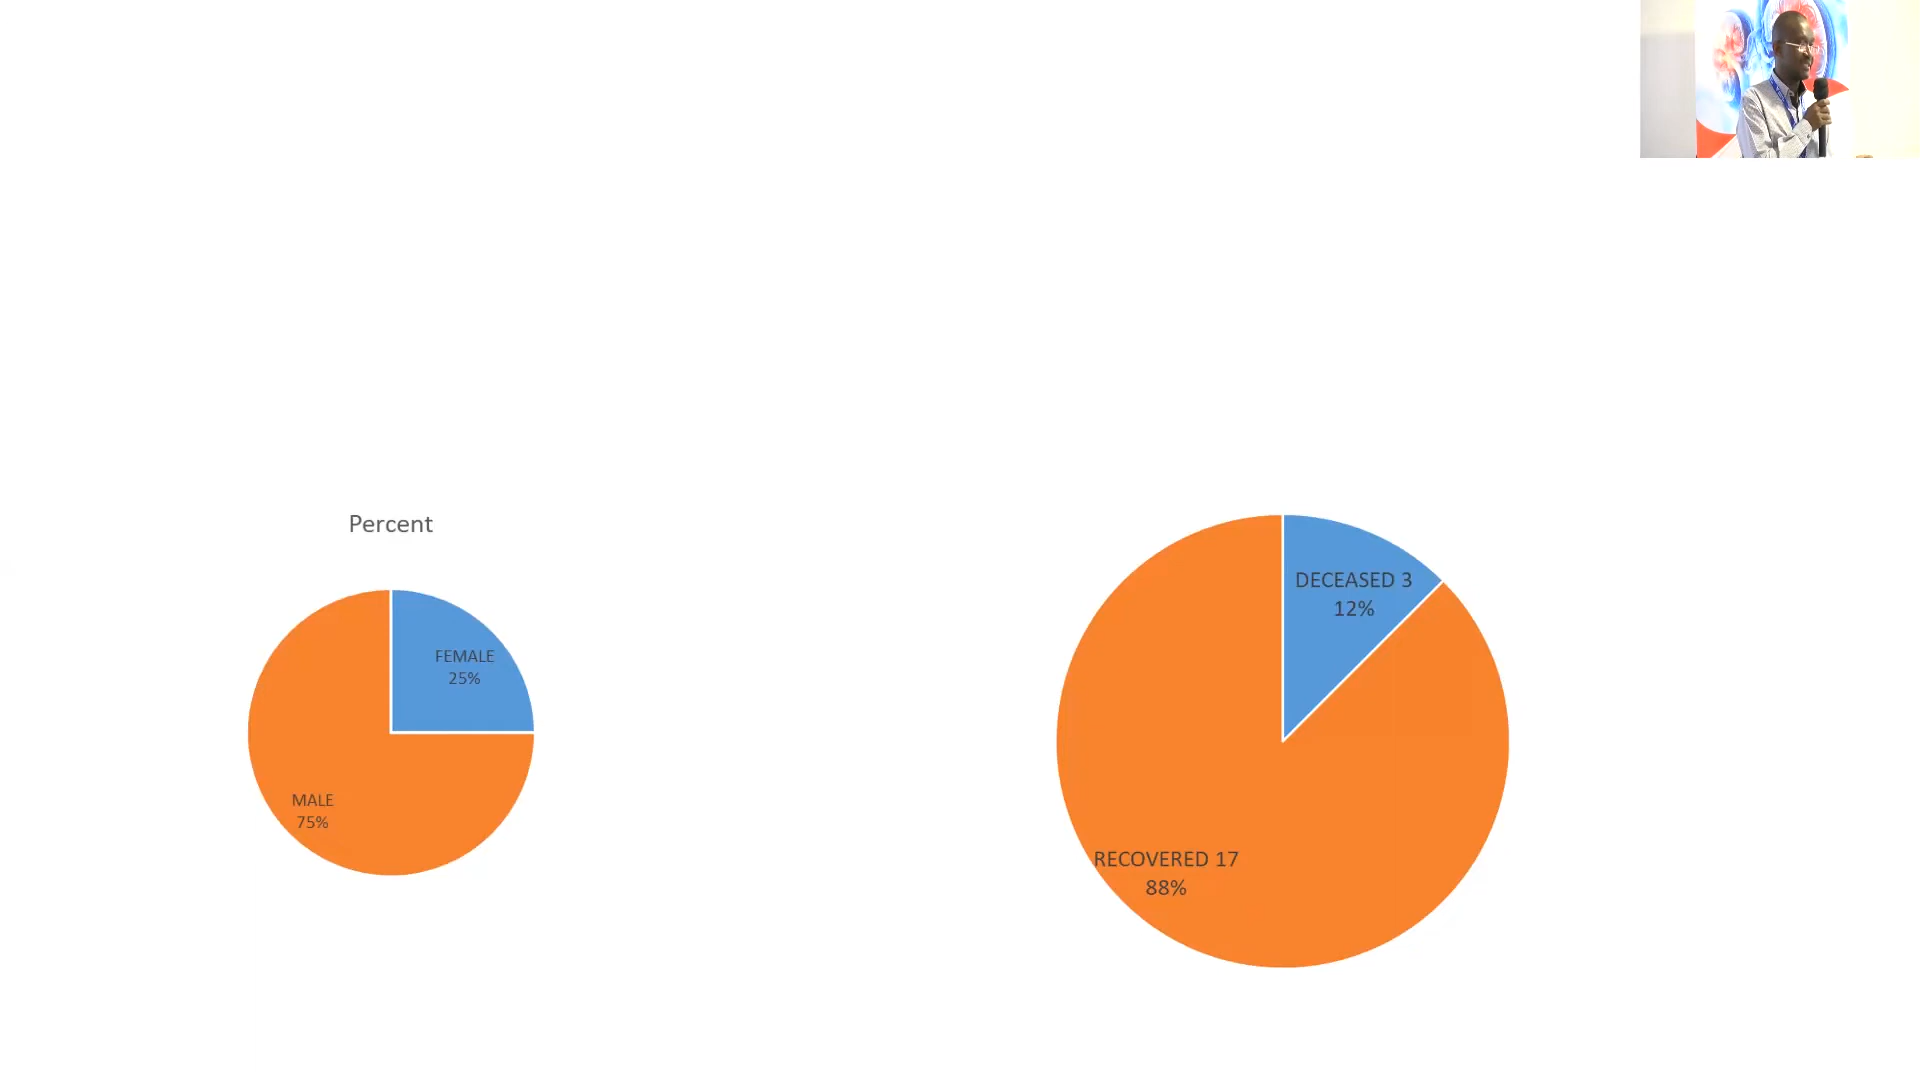 Percent
FEMALE
25%
MALE
75%
DECEASED 3
12%
RECOVERED 17
88%